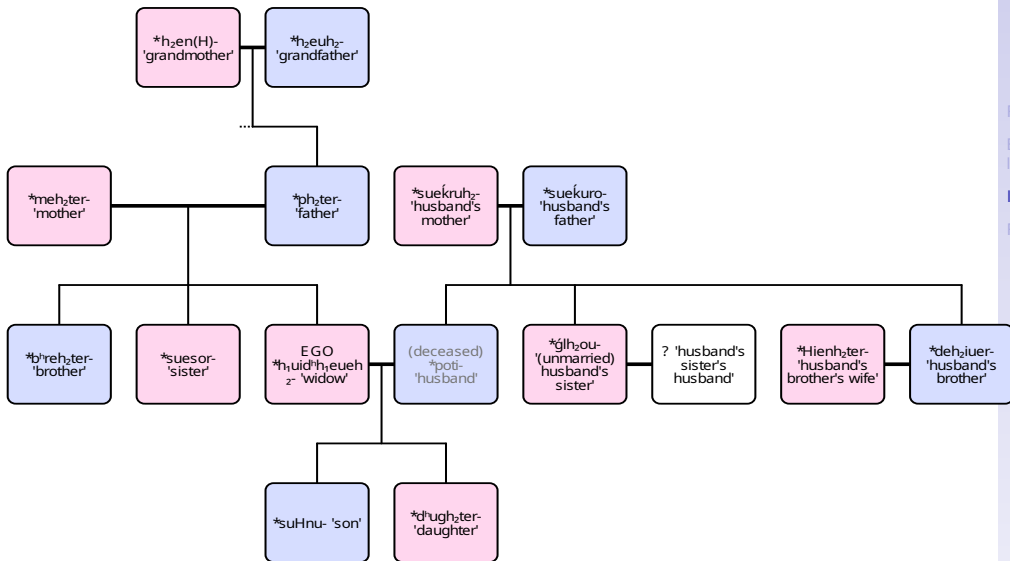 *h₂en(H)-
'grandmother'
*h₂euh₂-
'grandfather'
*meh₂ter-
'mother'
*ph₂ter-
'father'
*sueḱruh₂-
'husband's
mother'
*sueḱuro-
'husband's
father'
*bʰreh₂ter-
'brother'
*suesor-
'sister'
EGO
*h₁uidʰh₁eueh
₂- 'widow'
(deceased)
*poti-
'husband'
*ǵlh₂ou-
'(unmarried)
husband's
sister'
? 'husband's
sister's
husband'
*Hienh₂ter-
'husband's
brother's wife'
*deh₂iuer-
'husband's
brother'
*suHnu- 'son'
*dʰugh₂ter-
'daughter'